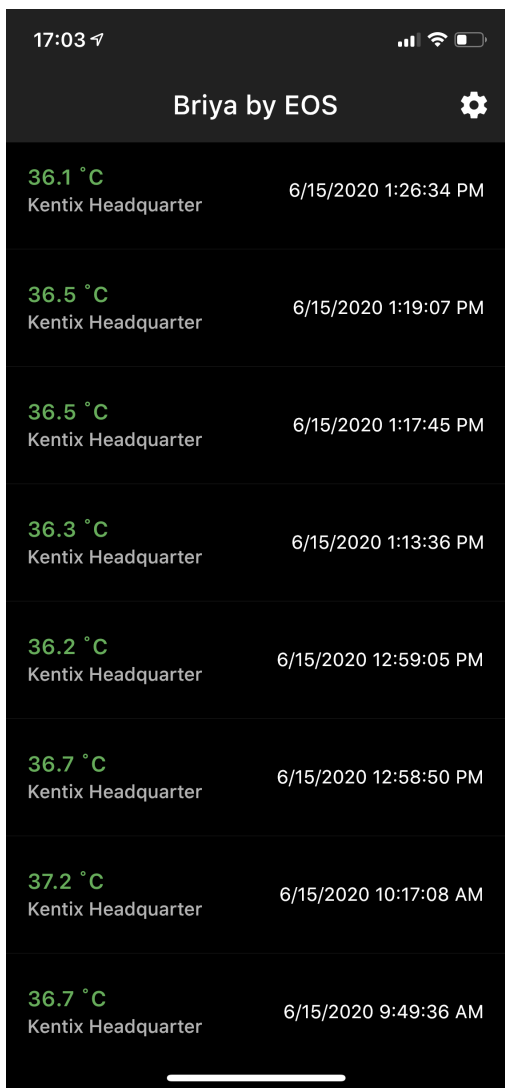 17:03
Briya by EOS
36.1 °C
Kentix Headquarter
6/15/2020 1:26:34 PM
36.5 °C
Kentix Headquarter
6/15/2020 1:19:07 PM
36.5 °C
Kentix Headquarter
6/15/2020 1:17:45 PM
36.3 °C
Kentix Headquarter
6/15/2020 1:13:36 PM
36.2 °C
Kentix Headquarter
6/15/2020 12:59:05 PM
36.7 °C
Kentix Headquarter
6/15/2020 12:58:50 PM
37.2 °C
Kentix Headquarter
6/15/2020 10:17:08 AM
36.7 °C
Kentix Headquarter
6/15/2020 9:49:36 AM